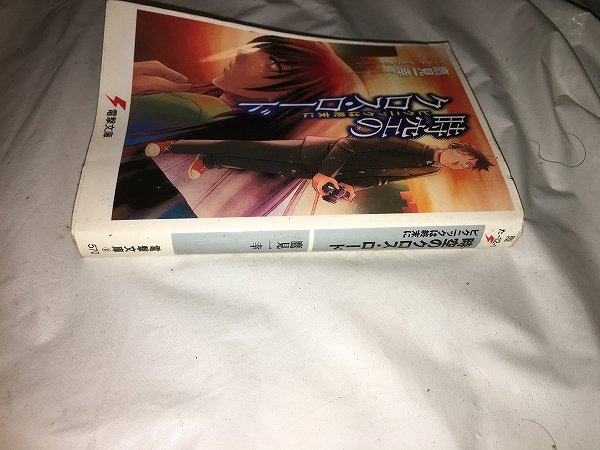 時空の
クロス・ロード
ピクニックは終末に
鷹見一幸
電撃文庫
ピクニックは終末に
時空のクロス・ロード
鷹見一幸
電撃文庫
570